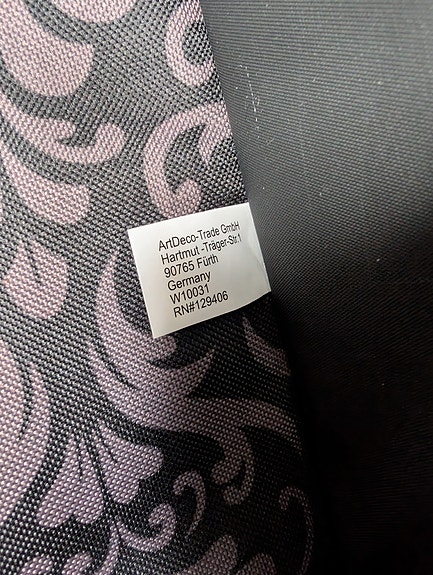 ArtDeco-Trade GmbH
Hartmut -Träger-Str.1
90765 Fürth
Germany
W10031
RN#129406